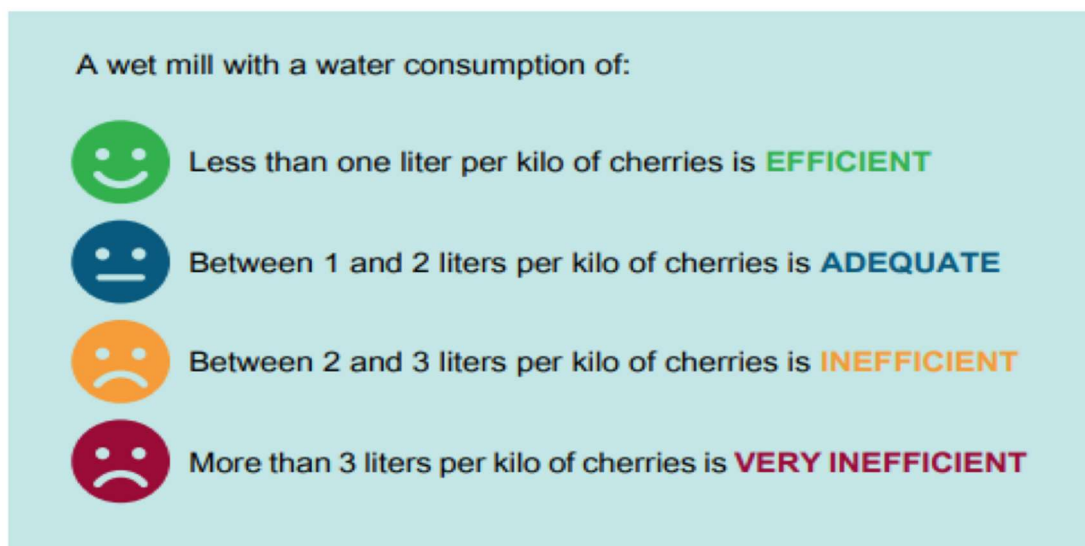 A wet mill with a water consumption of:
Less than one liter per kilo of cherries is EFFICIENT
Between 1 and 2 liters per kilo of cherries is ADEQUATE
Between 2 and 3 liters per kilo of cherries is INEFFICIENT
More than 3 liters per kilo of cherries is VERY INEFFICIENT